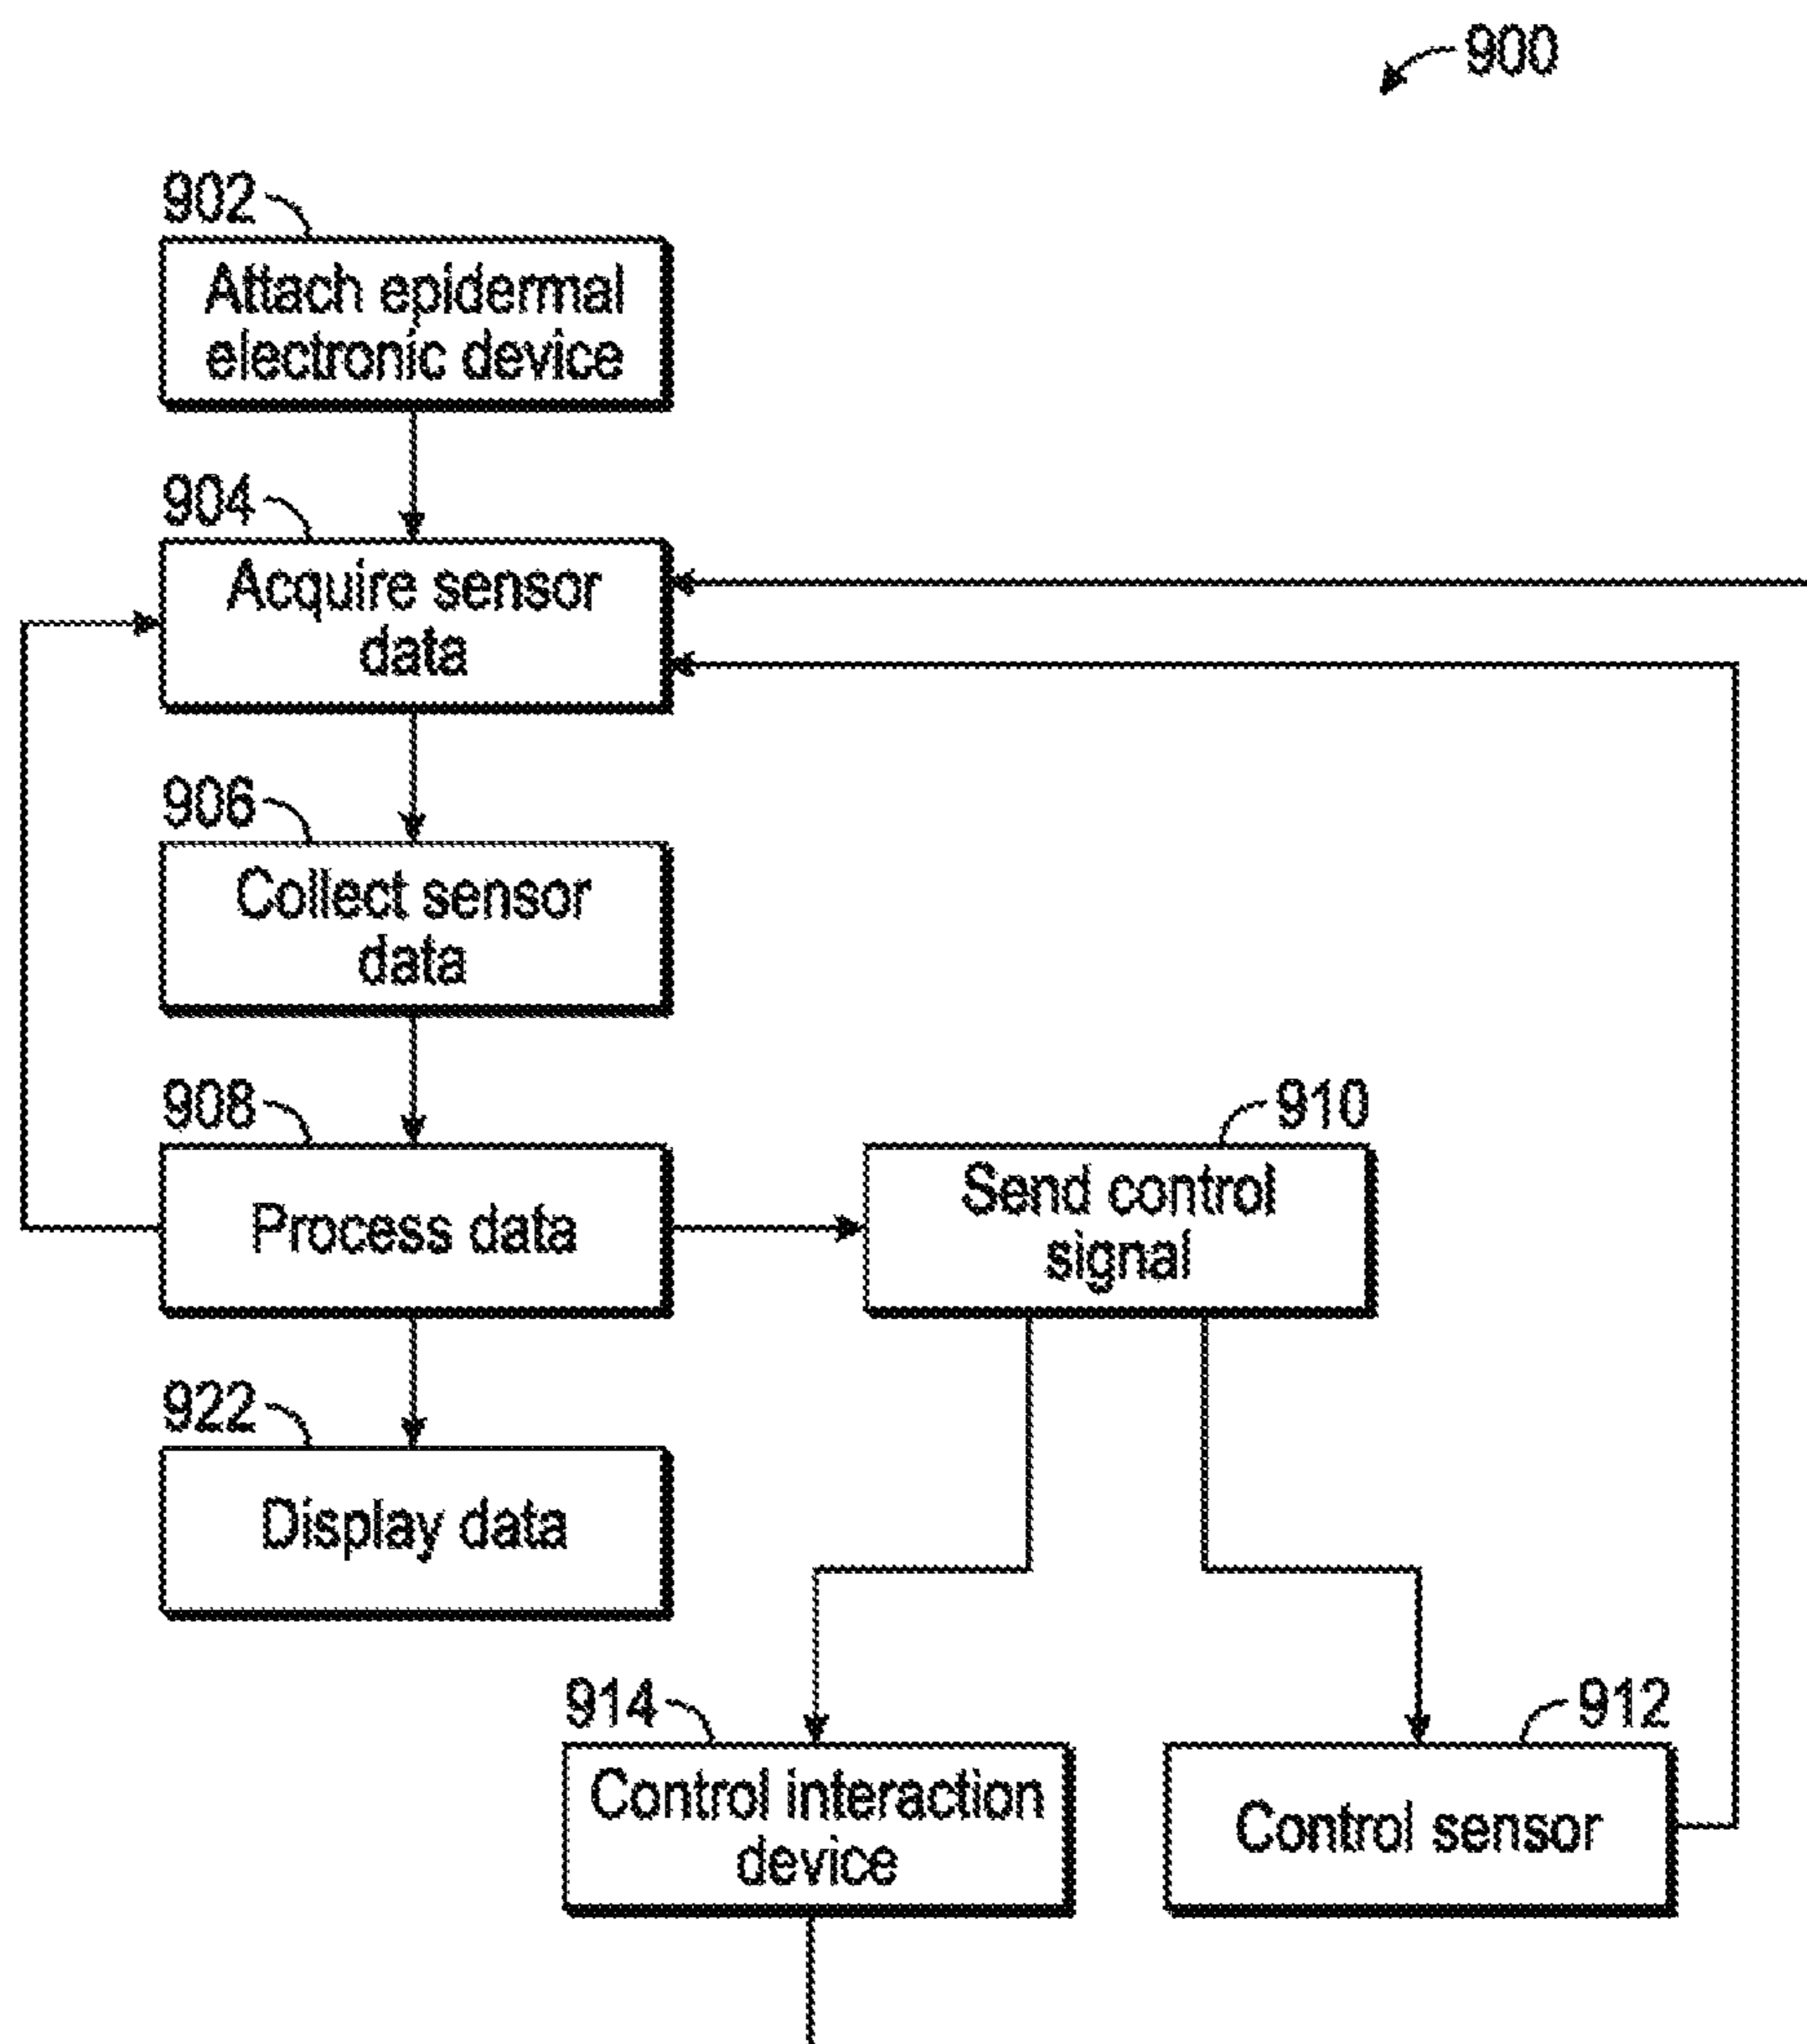 900
902
Attach epidermal
electronic device
904
Acquire sensor
data
906
Collect sensor
data
908
Process data
910
Send control
signal
922
Display data
914
Control interaction
device
912
Control sensor